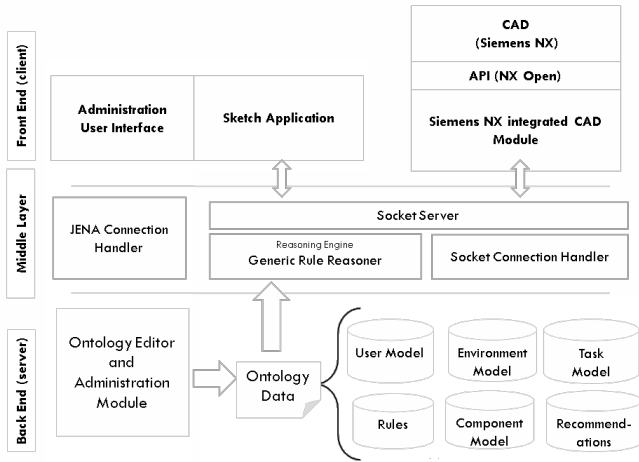 Front End (client)
Administration
User Interface
Sketch Application
CAD
(Siemens NX)
API (NX Open)
Siemens NX integrated CAD
Module
Middle Layer
JENA Connection
Handler
Socket Server
Reasoning Engine
Generic Rule Reasoner
Socket Connection Handler
Back End (server)
Ontology Editor
and
Administration
Module
Ontology
Data
User Model
Environment
Model
Task
Model
Rules
Component
Model
Recommend-
ations